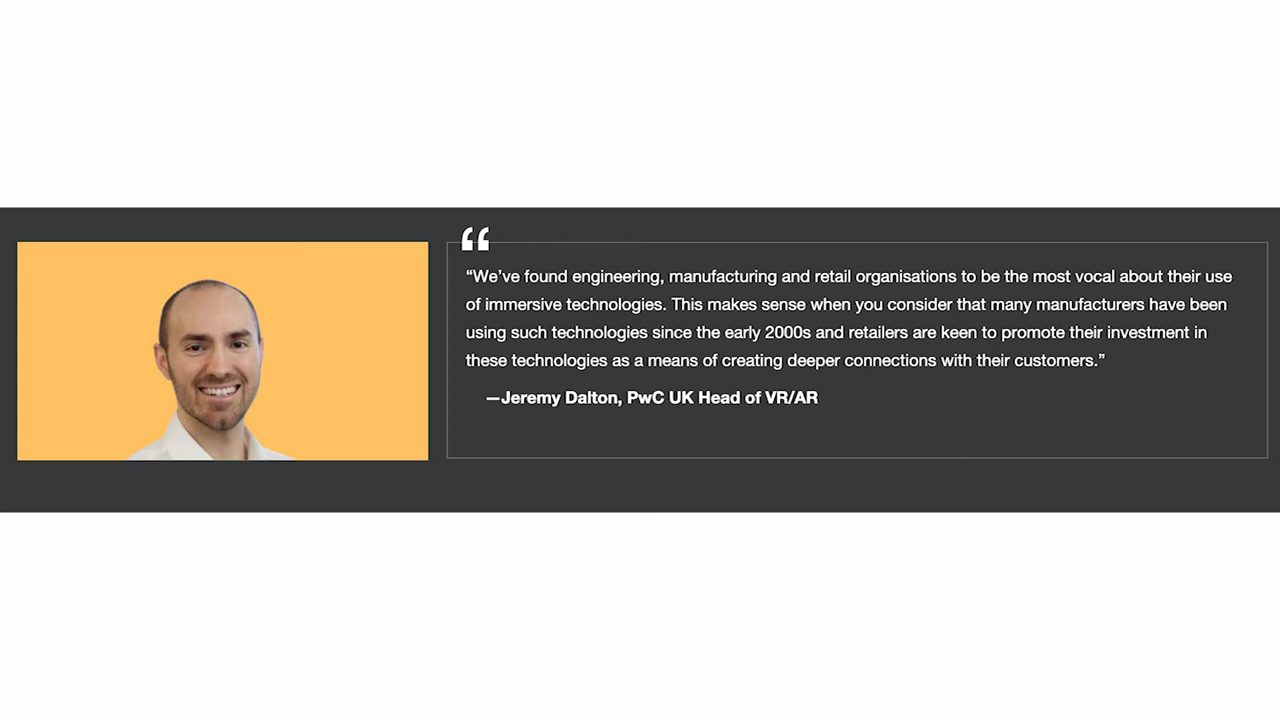 “
“We’ve found engineering, manufacturing and retail organisations to be the most vocal about their use
of immersive technologies. This makes sense when you consider that many manufacturers have been
using such technologies since the early 2000s and retailers are keen to promote their investment in
these technologies as a means of creating deeper connections with their customers.”
—Jeremy Dalton, PwC UK Head of VR/AR